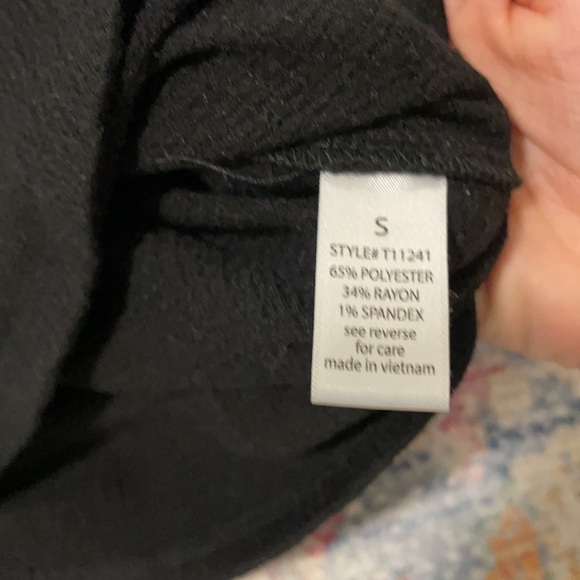 S
STYLE# T11241
65% POLYESTER
34% RAYON
1% SPANDEX
see reverse
for care
made in vietnam